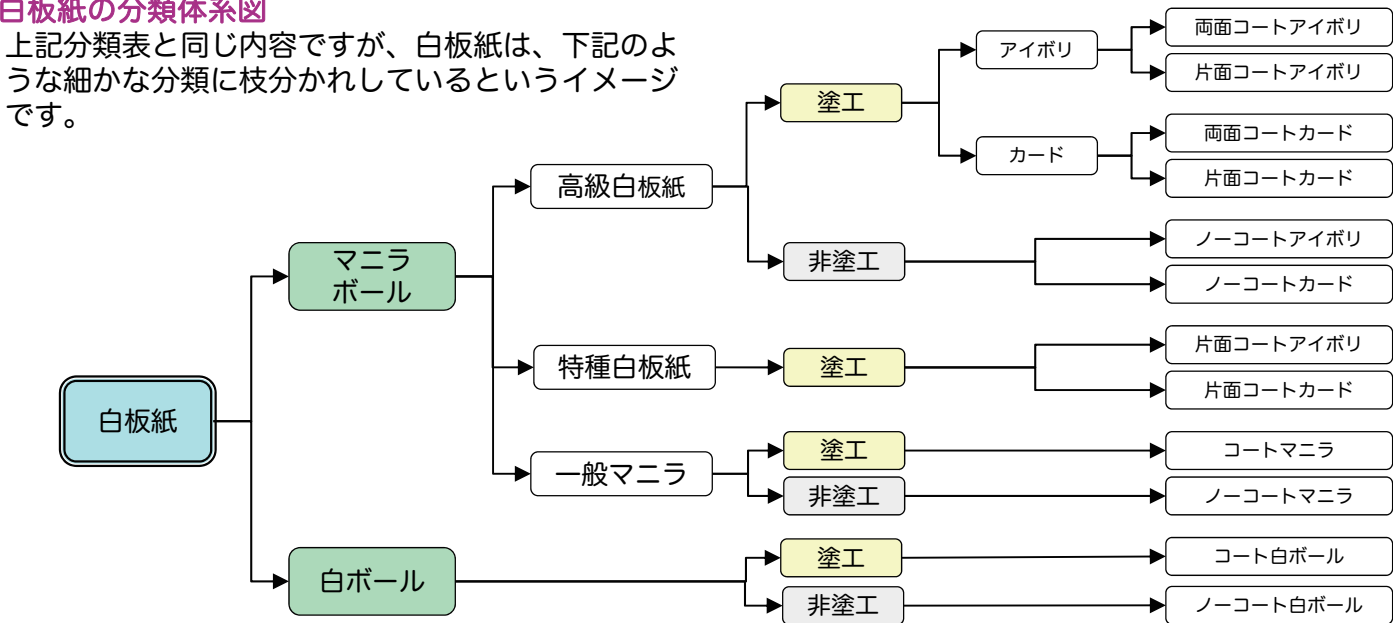 白板紙の分類体系図
上記分類表と同じ内容ですが、白板紙は、下記のよ
うな細かな分類に枝分かれしているというイメージ
です。
白板紙
マニラ
ボール
高級白板紙
塗工
アイボリ
両面コートアイボリ
片面コートアイボリ
カード
両面コートカード
片面コートカード
非塗工
ノーコートアイボリ
ノーコートカード
特種白板紙
塗工
片面コートアイボリ
片面コートカード
一般マニラ
塗工
コートマニラ
非塗工
ノーコートマニラ
白ボール
塗工
コート白ボール
非塗工
ノーコート白ボール